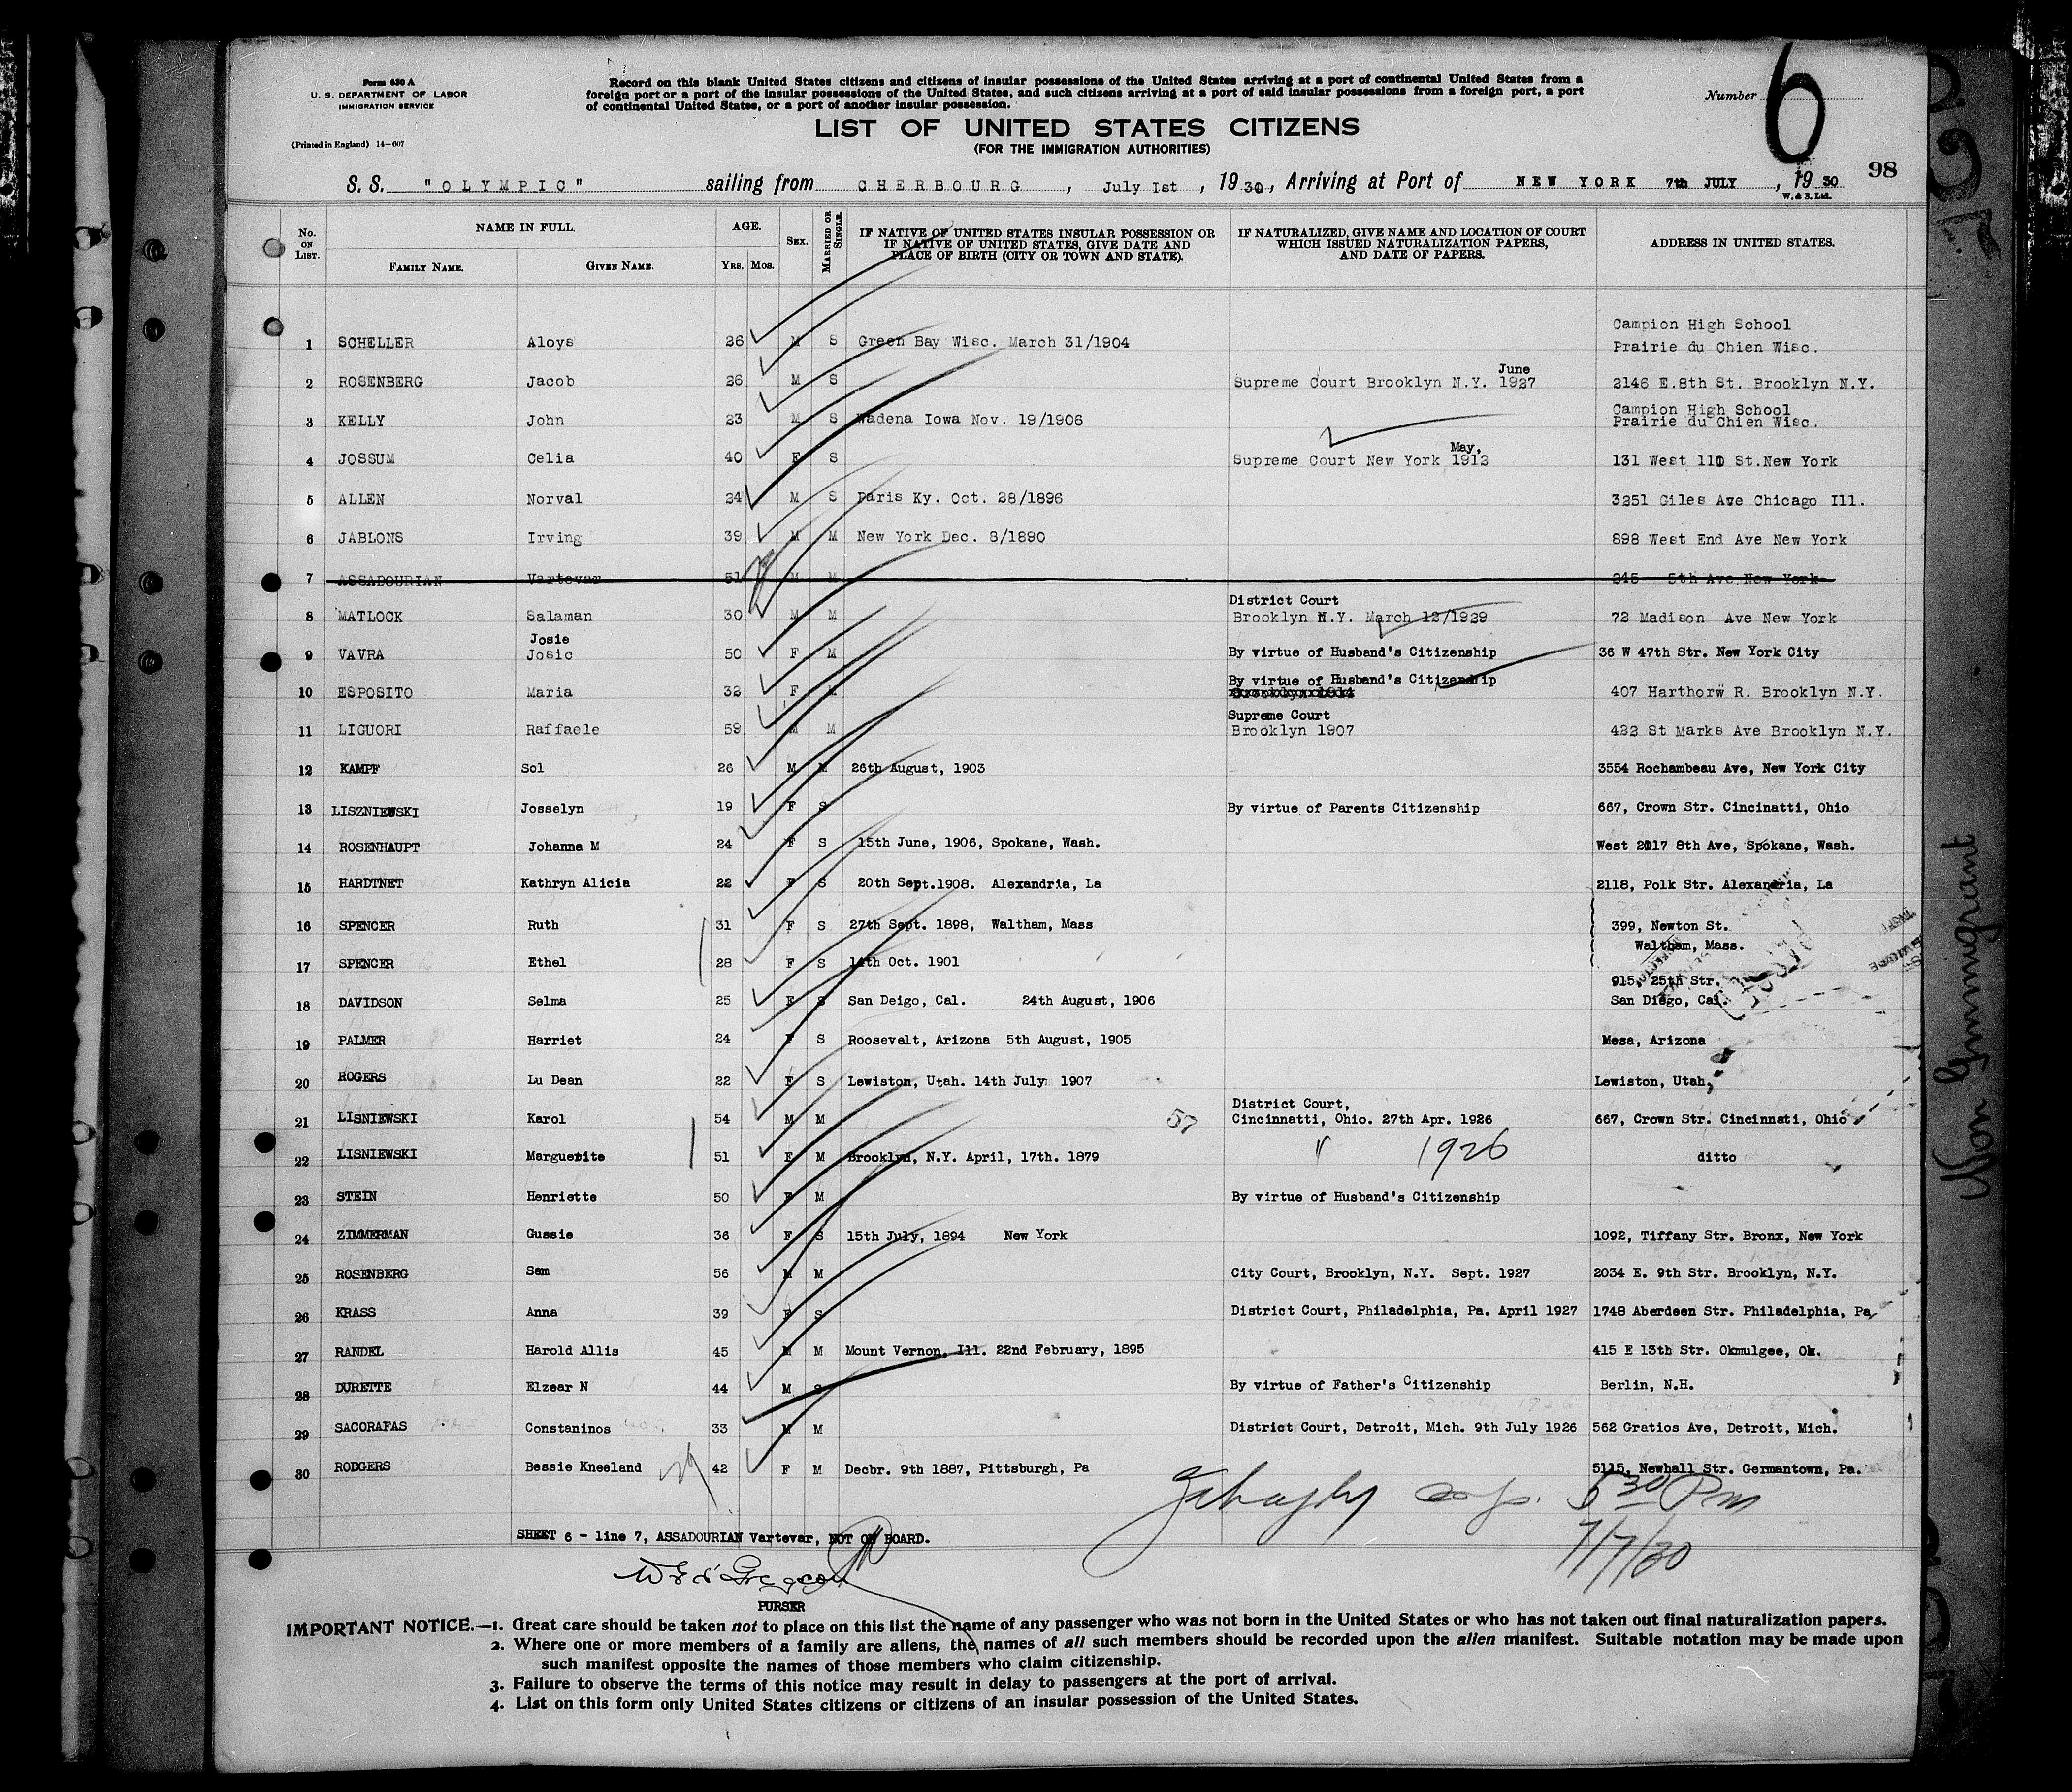 Form 630 A
U. S. DEPARTMENT OF LABOR
IMMIGRATION SERVICE
(Printed in England) 14-607
Record on this blank United States citizens and citizens of insular possessions of the United States arriving at a port of continental United States from a
foreign port or a port of the insular possessions of the United States, and such citizens arriving at a port of said insular possessions from a foreign port, a port
of continental United States, or a port of another insular possession.
Number 6
LIST OF UNITED STATES CITIZENS
(FOR THE IMMIGRATION AUTHORITIES)
98
S. S. "OLYMPIC" sailing from CHERBOURG, July 1st, 1930, Arriving at Port of NEW YORK 7th JULY, 1930
W. & S. Ltd.
No. ON LIST. NAME IN FULL. FAMILY NAME. GIVEN NAME. AGE. YRS. MOS. SEX. MARRIED OR SINGLE. IF NATIVE OF UNITED STATES INSULAR POSSESSION OR IF NATIVE OF UNITED STATES, GIVE DATE AND PLACE OF BIRTH (CITY OR TOWN AND STATE). IF NATURALIZED, GIVE NAME AND LOCATION OF COURT WHICH ISSUED NATURALIZATION PAPERS, AND DATE OF PAPERS. ADDRESS IN UNITED STATES.
1 SCHELLER Aloys 26 M S Green Bay Wisc. March 31/1904 Campion High School
Prairie du Chien Wisc.
2 ROSENBERG Jacob 26 M S Supreme Court Brooklyn N.Y. June 1927 2146 E.8th St. Brooklyn N.Y.
3 KELLY John 23 M S Wadena Iowa Nov. 19/1906 Campion High School
Prairie du Chien Wisc.
4 JOSSUM Celia 40 F S Supreme Court New York May, 1912 131 West 110 St.New York
5 ALLEN Norval 34 M S Paris Ky. Oct. 28/1896 3251 Giles Ave Chicago Ill.
6 JABLONS Irving 39 M M New York Dec. 8/1890 898 West End Ave New York
7 ASSADOURIAN Vartevar 51 M M 245 5th Ave New York
8 MATLOCK Salaman 30 M M District Court
Brooklyn N.Y. March 12/1929 72 Madison Ave New York
Josie
9 VAVRA Josic 50 F M By virtue of Husband's Citizenship 36 W 47th Str. New York City
10 ESPOSITO Maria 32 F M By virtue of Husband's Citizenship 407 Harthorw R. Brooklyn N.Y.
11 LIGUORI Raffaele 59 M M Supreme Court
Brooklyn 1907 422 St Marks Ave Brooklyn N.Y.
12 KAMPF Sol 26 M M 26th August, 1903 3554 Rochambeau Ave, New York City
13 LISZNIEWSKI Josselyn 19 F S By virtue of Parents Citizenship 667, Crown Str. Cincinatti, Ohio
14 ROSENHAUPT Johanna M 24 F S 15th June, 1906, Spokane, Wash. West 2017 8th Ave, Spokane, Wash.
15 HARDTNET Kathryn Alicia 22 F S 20th Sept.1908. Alexandria, La 2118, Polk Str. Alexandria, La
16 SPENCER Ruth 31 F S 27th Sept. 1898, Waltham, Mass 399, Newton St.
Waltham, Mass.
17 SPENCER Ethel 28 F S 14th Oct. 1901
18 DAVIDSON Selma 25 F S San Deigo, Cal. 24th August, 1906 915, 25th Str.
San Diego, Cal.
19 PALMER Harriet 24 F S Roosevelt, Arizona 5th August, 1905 Mesa, Arizona
20 ROGERS Lu Dean 22 F S Lewiston, Utah. 14th July 1907 Lewiston, Utah,
21 LISNIEWSKI Karol 54 M M 57 District Court,
Cincinnatti, Ohio. 27th Apr. 1926 667, Crown Str. Cincinnati, Ohio
22 LISNIEWSKI Marguerite 51 F M Brooklyn, N.Y. April, 17th. 1879 " 1926 ditto
23 STEIN Henriette 50 F M By virtue of Husband's Citizenship
24 ZIMMERMAN Gussie 36 F S 15th July, 1894 New York 1092, Tiffany Str. Bronx, New York
25 ROSENBERG Sam 56 M M City Court, Brooklyn, N.Y. Sept. 1927 2034 E. 9th Str. Brooklyn, N.Y.
26 KRASS Anna 39 F S District Court, Philadelphia, Pa. April 1927 1748 Aberdeen Str. Philadelphia, Pa
27 RANDEL Harold Allis 45 M M Mount Vernon, Ill. 22nd February, 1895 415 E 13th Str. Okmulgee, Ok.
28 DURETTE Elzear N 44 M S By virtue of Father's Citizenship Berlin, N.H.
29 SACORAFAS Constaninos 33 M M District Court, Detroit, Mich. 9th July 1926 562 Gratios Ave, Detroit, Mich.
30 RODGERS Bessie Kneeland 42 F M Decbr. 9th 1887, Pittsburgh, Pa 5115, Newhall Str. Germantown, Pa.
5 30 Pm
7/7/30
SHEET 6 - line 7, ASSADOURIAN Vartevar, NOT ON BOARD.
PURSER
IMPORTANT NOTICE.—1. Great care should be taken not to place on this list the name of any passenger who was not born in the United States or who has not taken out final naturalization papers.
2. Where one or more members of a family are aliens, the names of all such members should be recorded upon the alien manifest. Suitable notation may be made upon
such manifest opposite the names of those members who claim citizenship.
3. Failure to observe the terms of this notice may result in delay to passengers at the port of arrival.
4. List on this form only United States citizens or citizens of an insular possession of the United States.
Non Immigrant